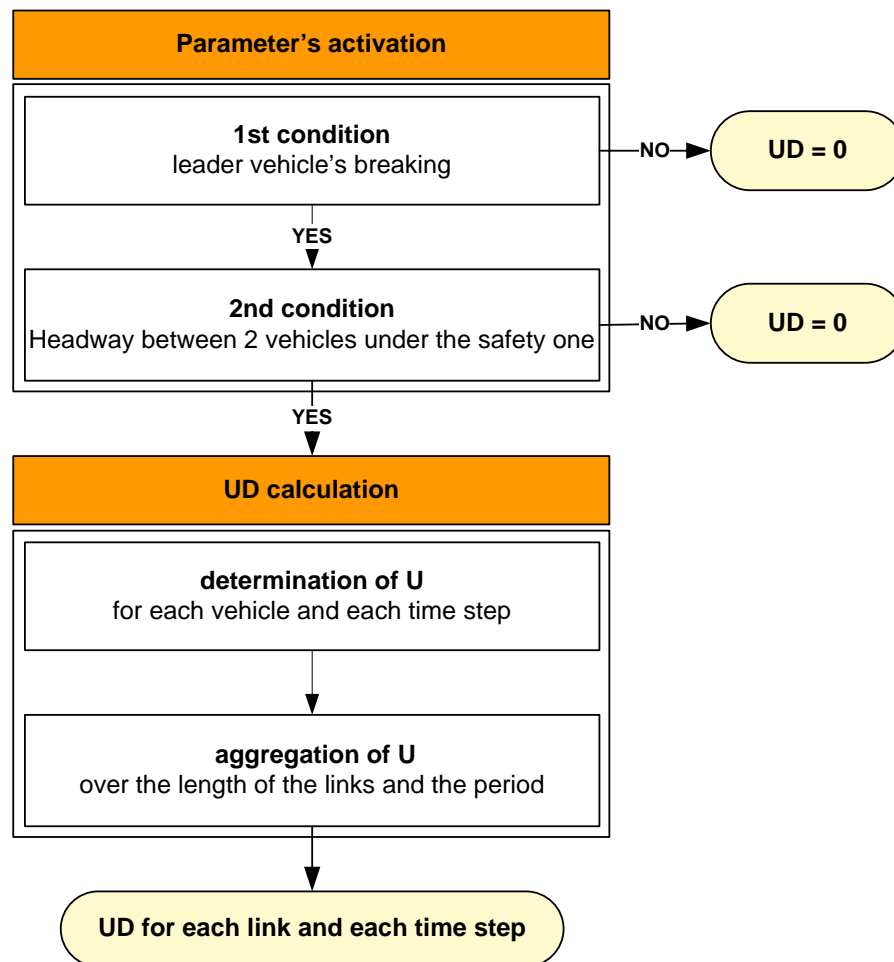 Parameter’s activation
1st condition
leader vehicle’s breaking
NO
UD = 0
YES
2nd condition
Headway between 2 vehicles under the safety one
NO
UD = 0
YES
UD calculation
determination of U
for each vehicle and each time step
aggregation of U
over the length of the links and the period
UD for each link and each time step